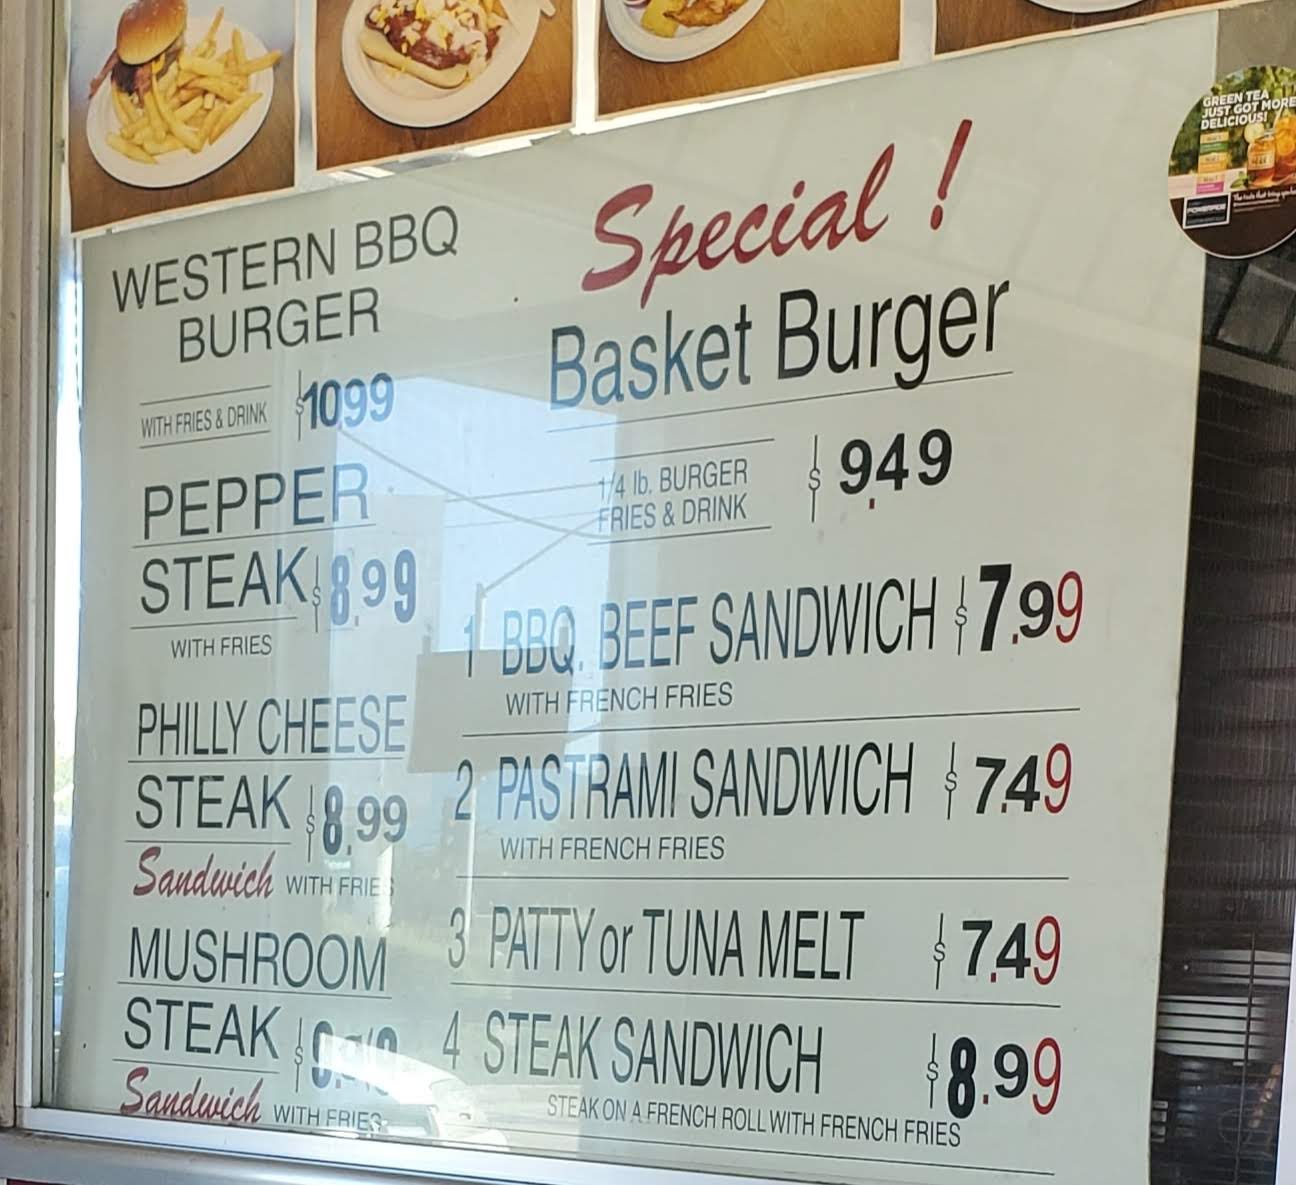 WESTERN BBQ
BURGER
WITH FRIES & DRINK $1099
PEPPER
STEAK $8.99
WITH FRIES
PHILLY CHEESE
STEAK $8.99
Sandwich WITH FRIES
MUSHROOM
STEAK $
Sandwich WITH FRIES
Special !
Basket Burger
1/4 lb. BURGER
FRIES & DRINK
$ 9.49
1 BBQ. BEEF SANDWICH $7.99
WITH FRENCH FRIES
2 PASTRAMI SANDWICH $7.49
WITH FRENCH FRIES
3 PATTY or TUNA MELT $7.49
4 STEAK SANDWICH $8.99
STEAK ON A FRENCH ROLL WITH FRENCH FRIES
GREEN TEA
JUST GOT MORE
DELICIOUS!